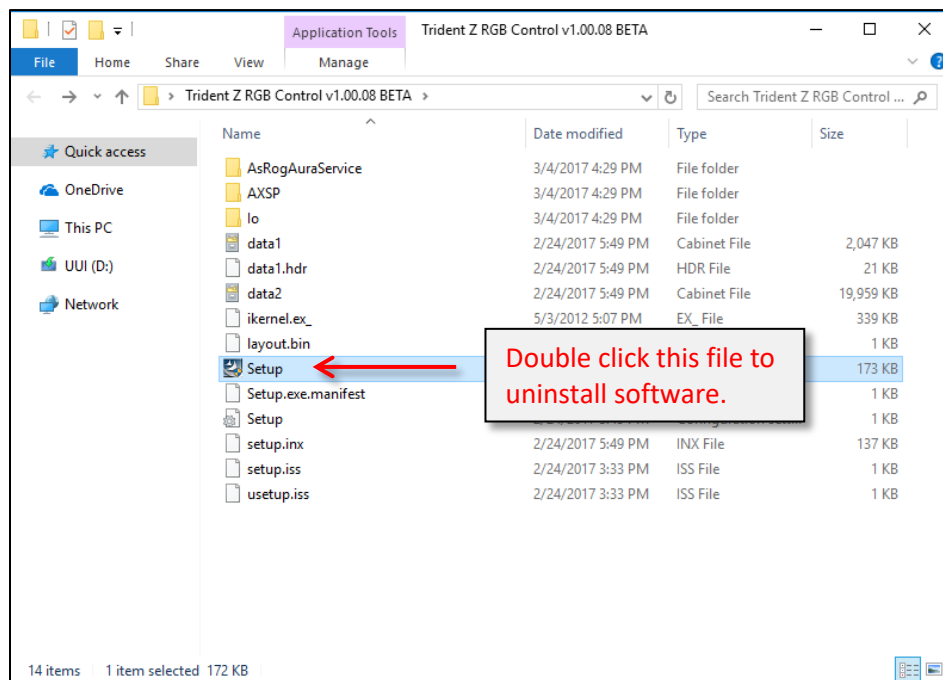 Application Tools Trident Z RGB Control v1.00.08 BETA
File Home Share View Manage
Trident Z RGB Control v1.00.08 BETA Search Trident Z RGB Control ...
Name Date modified Type Size
Quick access
OneDrive
This PC
UUI (D:)
Network
AsRogAuraService 3/4/2017 4:29 PM File folder
AXSP 3/4/2017 4:29 PM File folder
Io 3/4/2017 4:29 PM File folder
data1 2/24/2017 5:49 PM Cabinet File 2,047 KB
data1.hdr 2/24/2017 5:49 PM HDR File 21 KB
data2 2/24/2017 5:49 PM Cabinet File 19,959 KB
ikernel.ex_ 5/3/2012 5:07 PM EX_ File 339 KB
layout.bin 1 KB
Setup 173 KB
Setup.exe.manifest 1 KB
Setup 1 KB
setup.inx 2/24/2017 5:49 PM INX File 137 KB
setup.iss 2/24/2017 3:33 PM ISS File 1 KB
usetup.iss 2/24/2017 3:33 PM ISS File 1 KB
Double click this file to
uninstall software.
14 items 1 item selected 172 KB